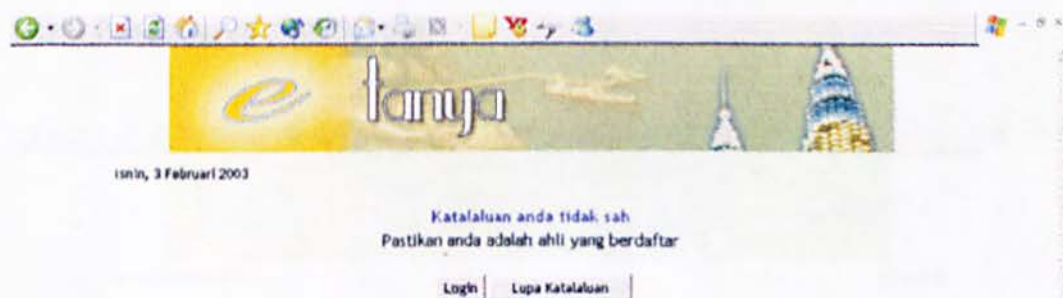 e tanya
Isnin, 3 Februari 2003
Katalaluan anda tidak sah
Pastikan anda adalah ahli yang berdaftar
Login Lupa Katalaluan